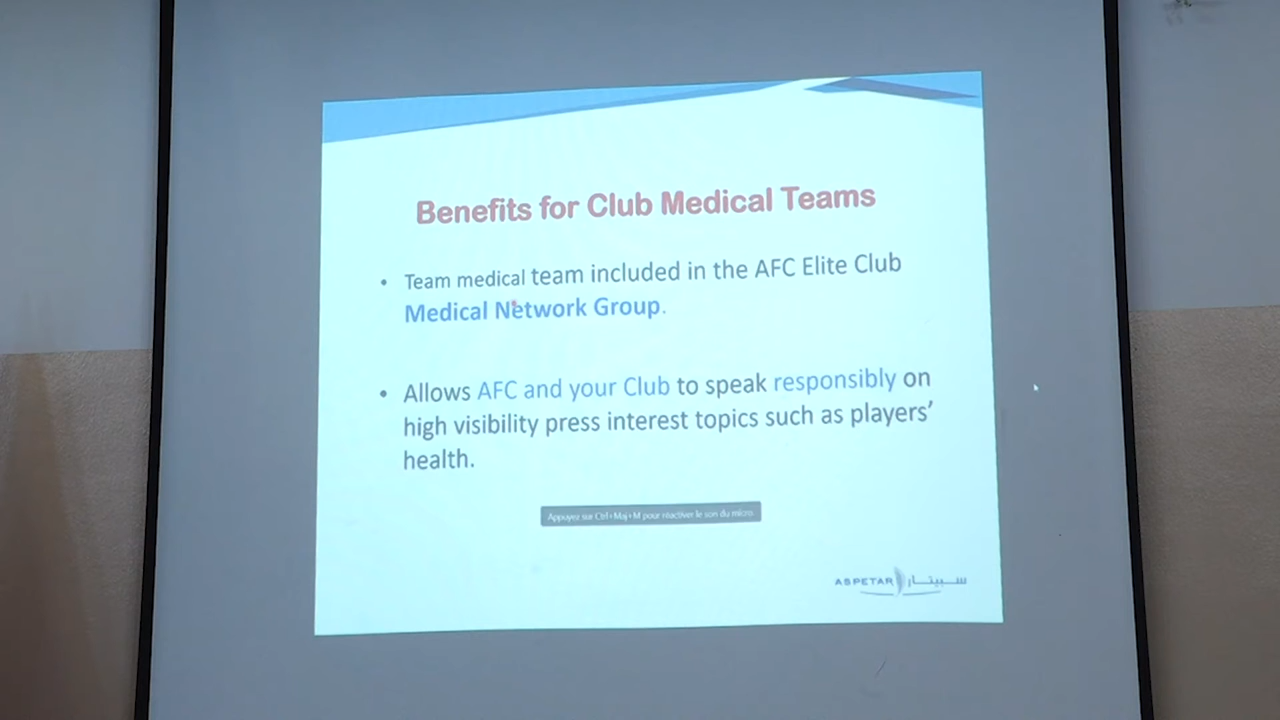 Benefits for Club Medical Teams
• Team medical team included in the AFC Elite Club
Medical Network Group.
• Allows AFC and your Club to speak responsibly on
high visibility press interest topics such as players’
health.
Appuyez sur Ctrl+Maj+M pour réactiver le son du micro.
ASPETAR سبيتار